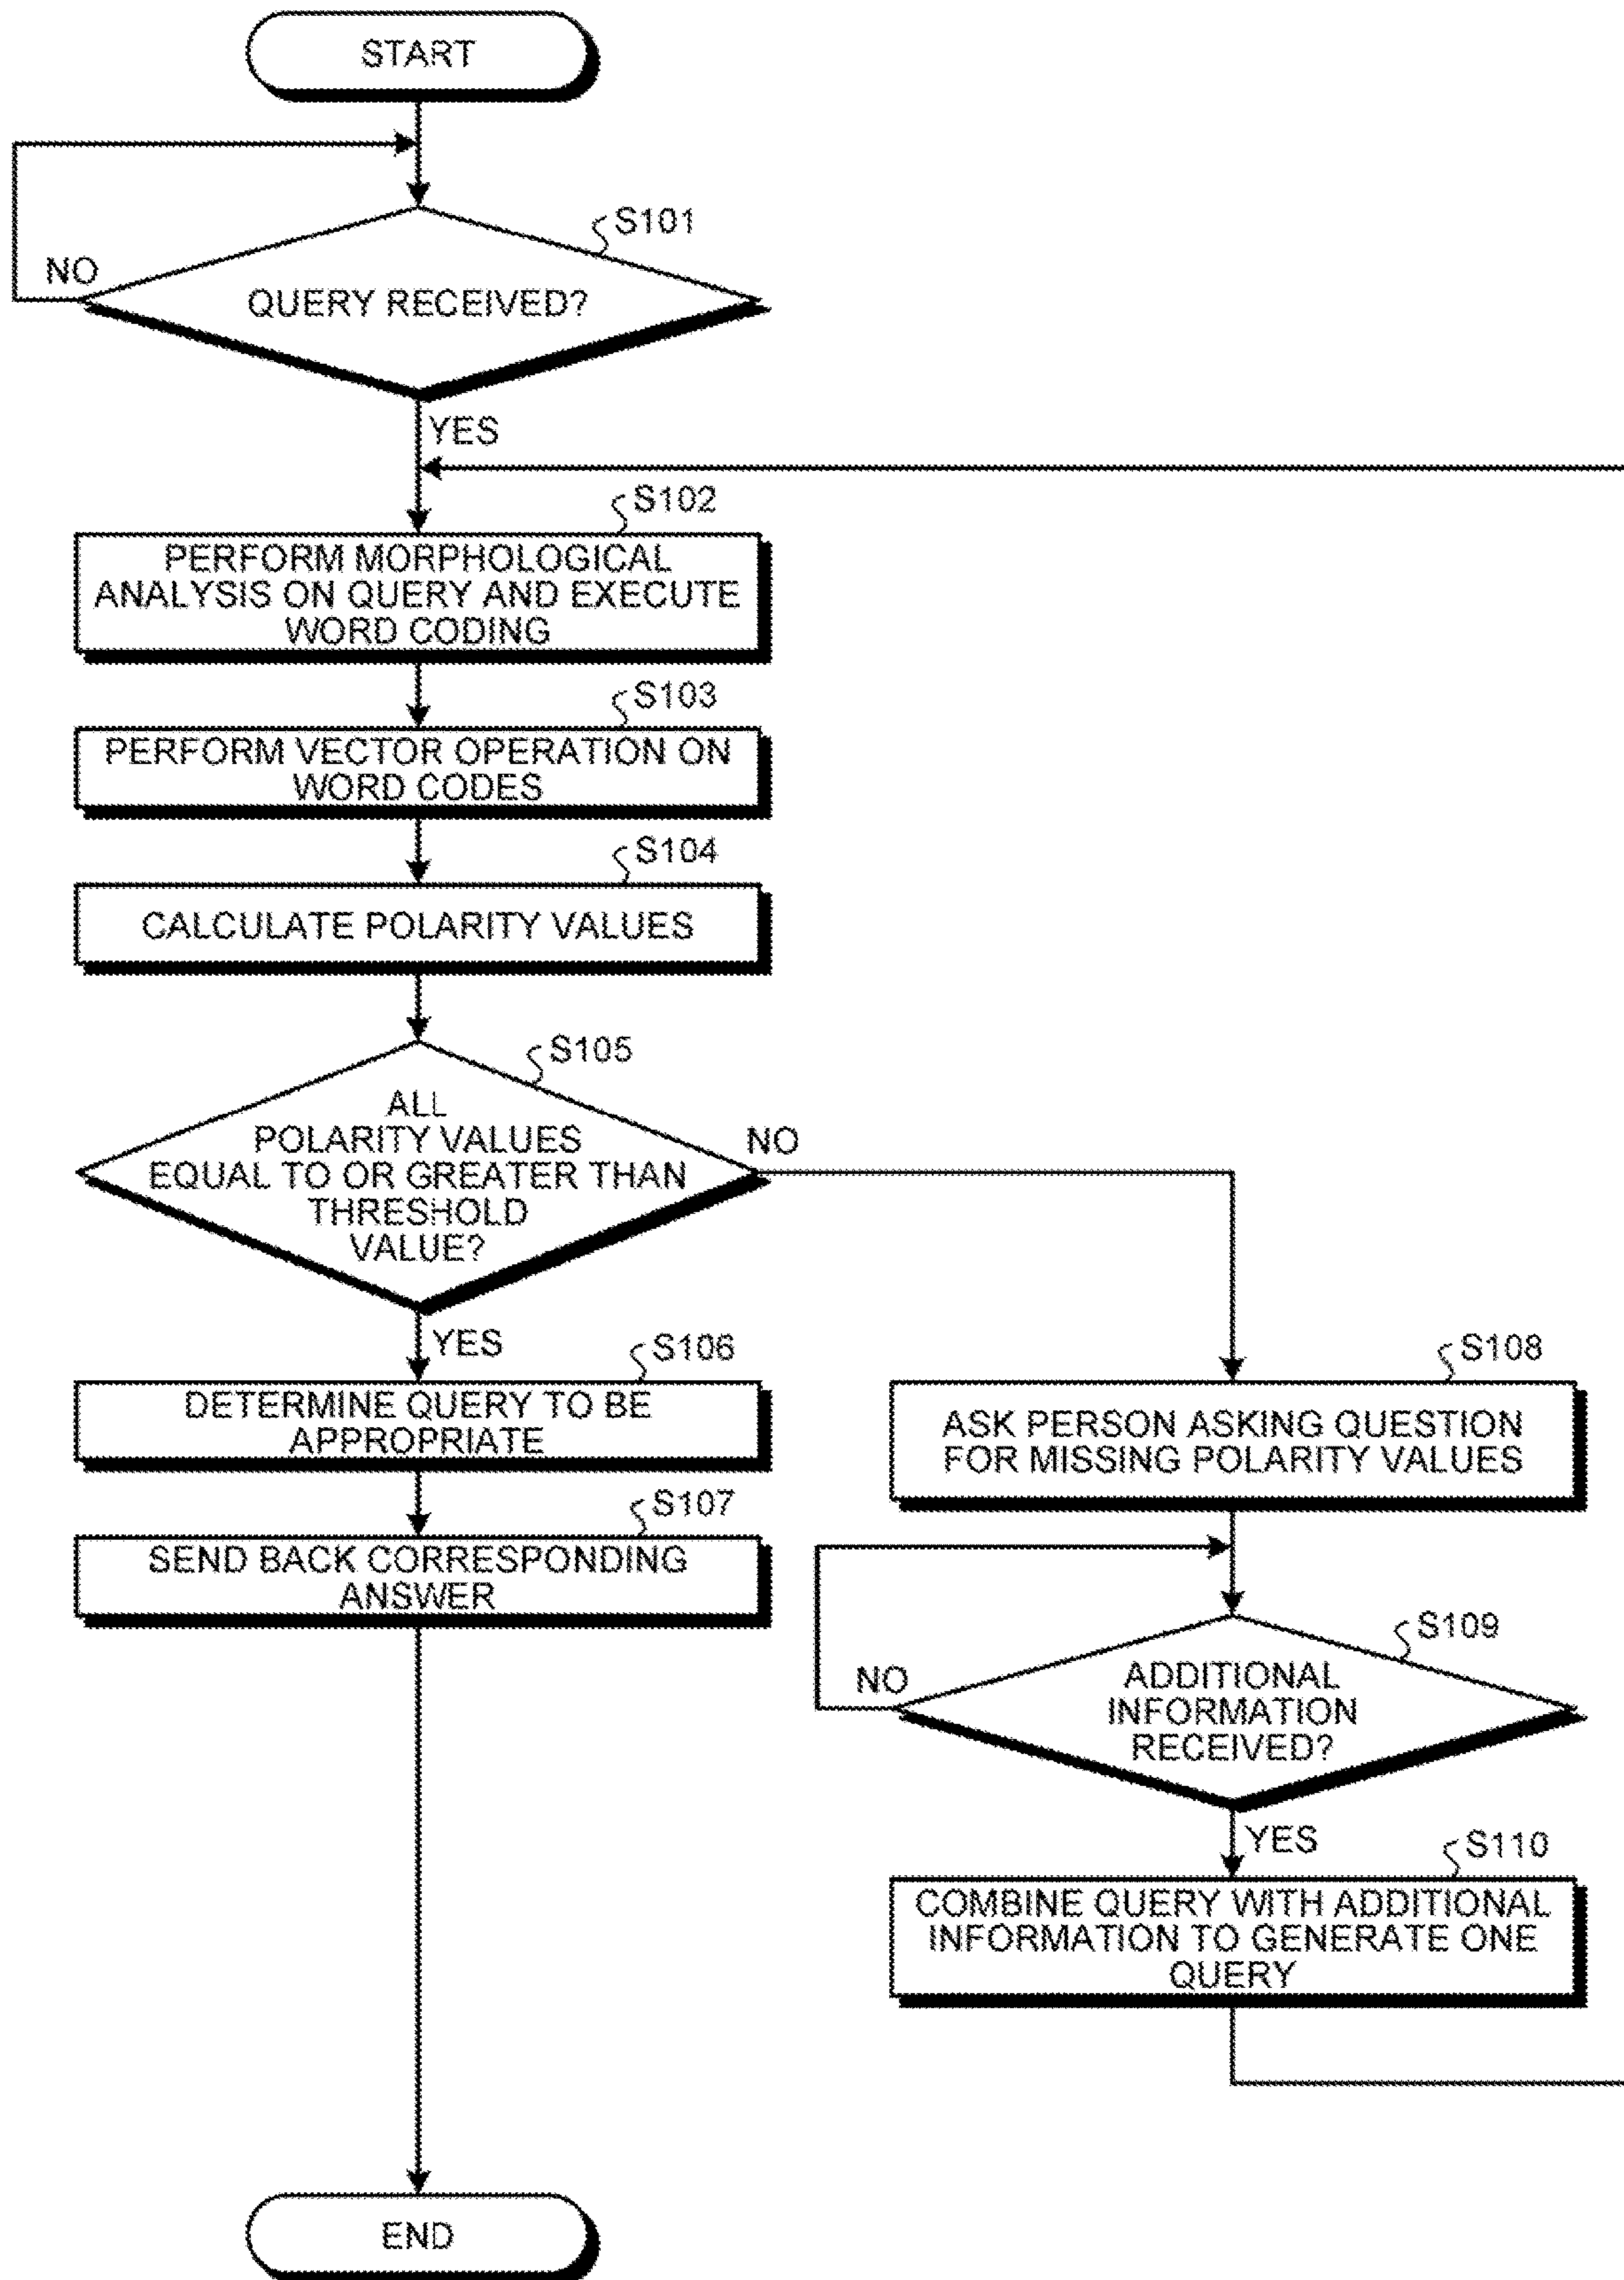 START
S101
NO
QUERY RECEIVED?
YES
S102
PERFORM MORPHOLOGICAL
ANALYSIS ON QUERY AND EXECUTE
WORD CODING
S103
PERFORM VECTOR OPERATION ON
WORD CODES
S104
CALCULATE POLARITY VALUES
S105
ALL
POLARITY VALUES
EQUAL TO OR GREATER THAN
THRESHOLD
VALUE?
NO
YES
S106
DETERMINE QUERY TO BE
APPROPRIATE
S107
SEND BACK CORRESPONDING
ANSWER
S108
ASK PERSON ASKING QUESTION
FOR MISSING POLARITY VALUES
S109
NO
ADDITIONAL
INFORMATION
RECEIVED?
YES
S110
COMBINE QUERY WITH ADDITIONAL
INFORMATION TO GENERATE ONE
QUERY
END